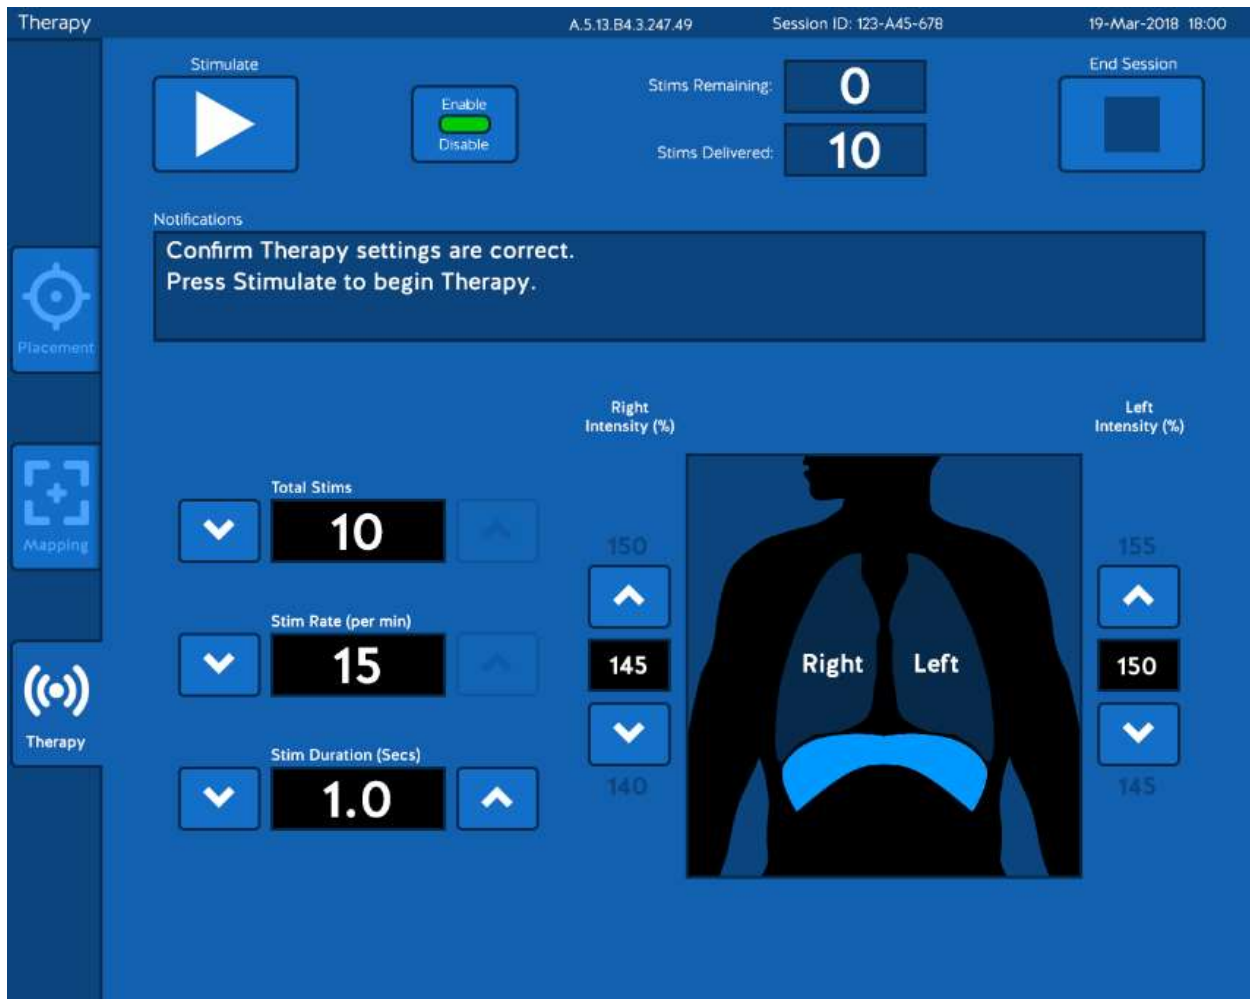 Therapy
A.5.13.B4.3.247.49
Session ID: 123-A45-678
19-Mar-2018 18:00
Stimulate
Enable
Disable
Stims Remaining:
0
Stims Delivered:
10
End Session
Notifications
Confirm Therapy settings are correct.
Press Stimulate to begin Therapy.
Placement
Mapping
Therapy
Total Stims
10
Stim Rate (per min)
15
Stim Duration (Secs)
1.0
Right
Intensity (%)
150
145
140
Right
Left
Left
Intensity (%)
155
150
145